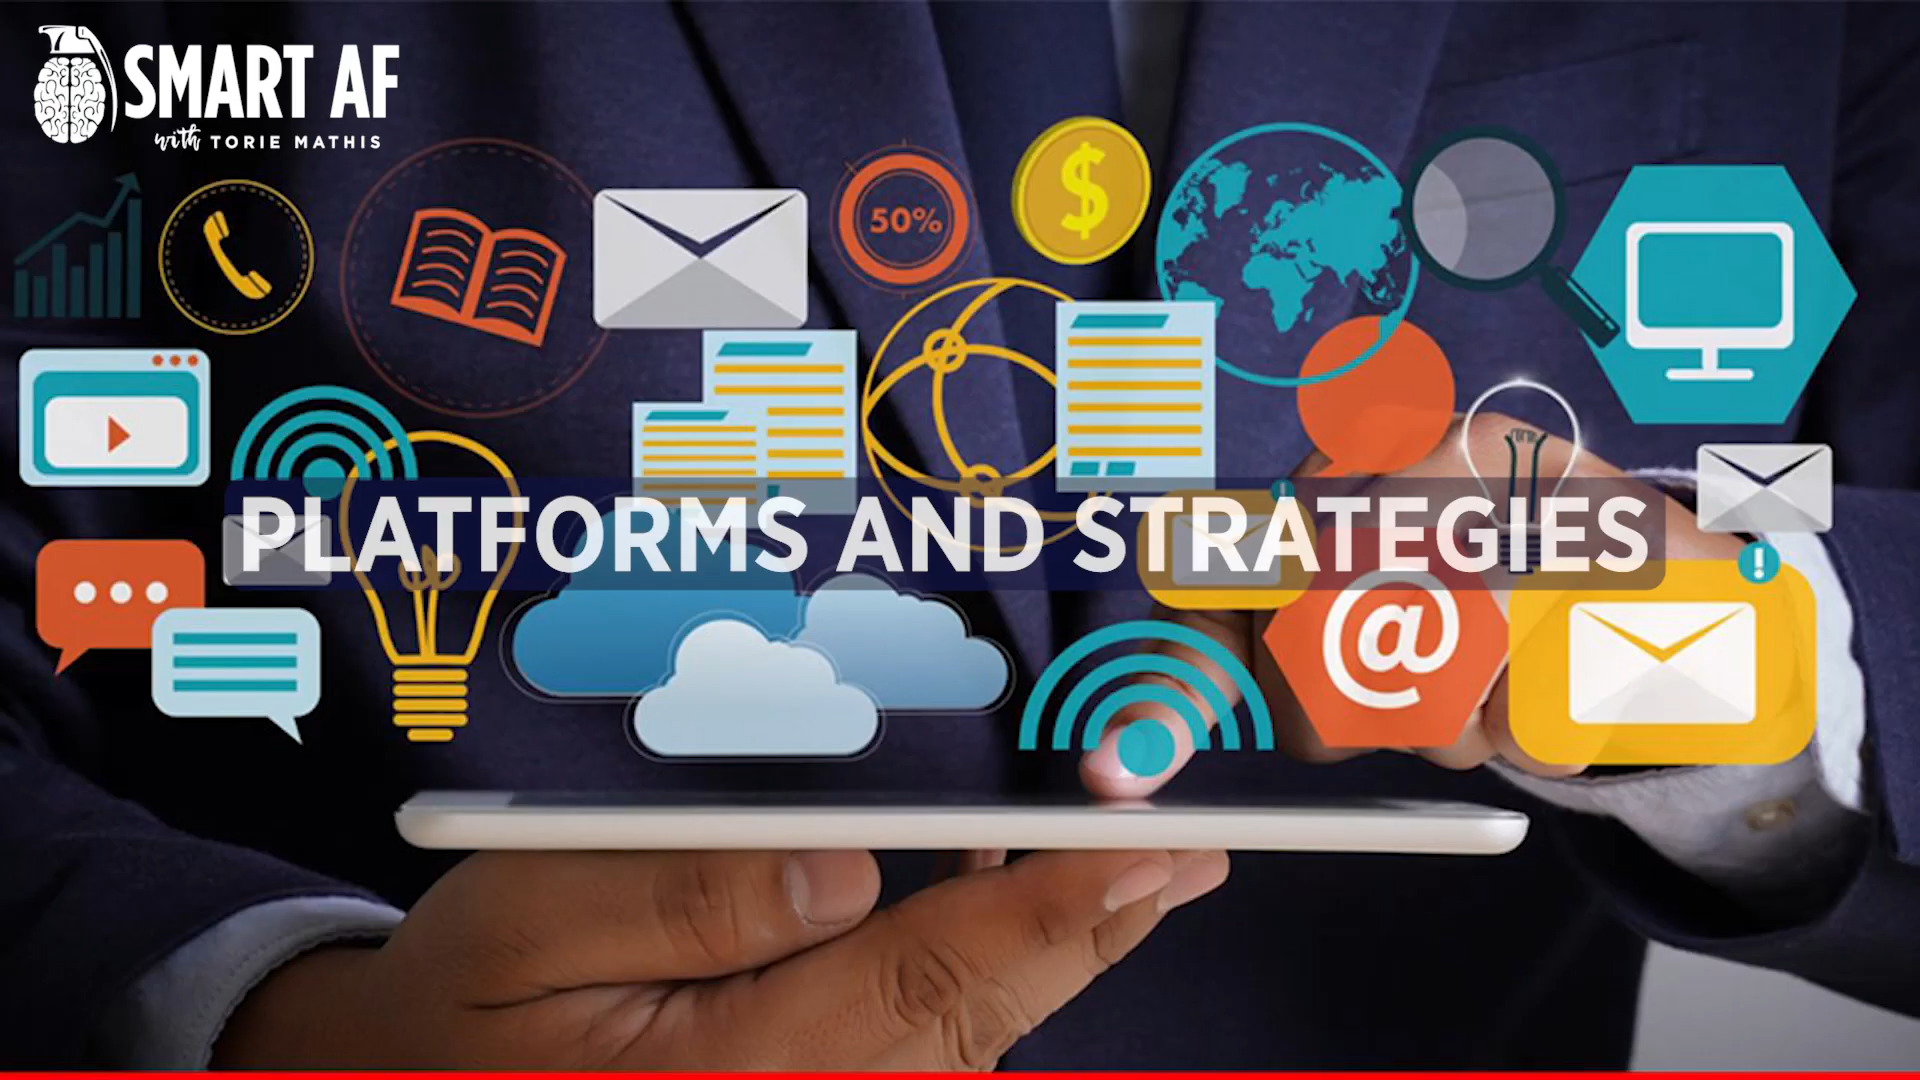 SMART AF
with TORIE MATHIS
50%
$
PLATFORMS AND STRATEGIES
@
!